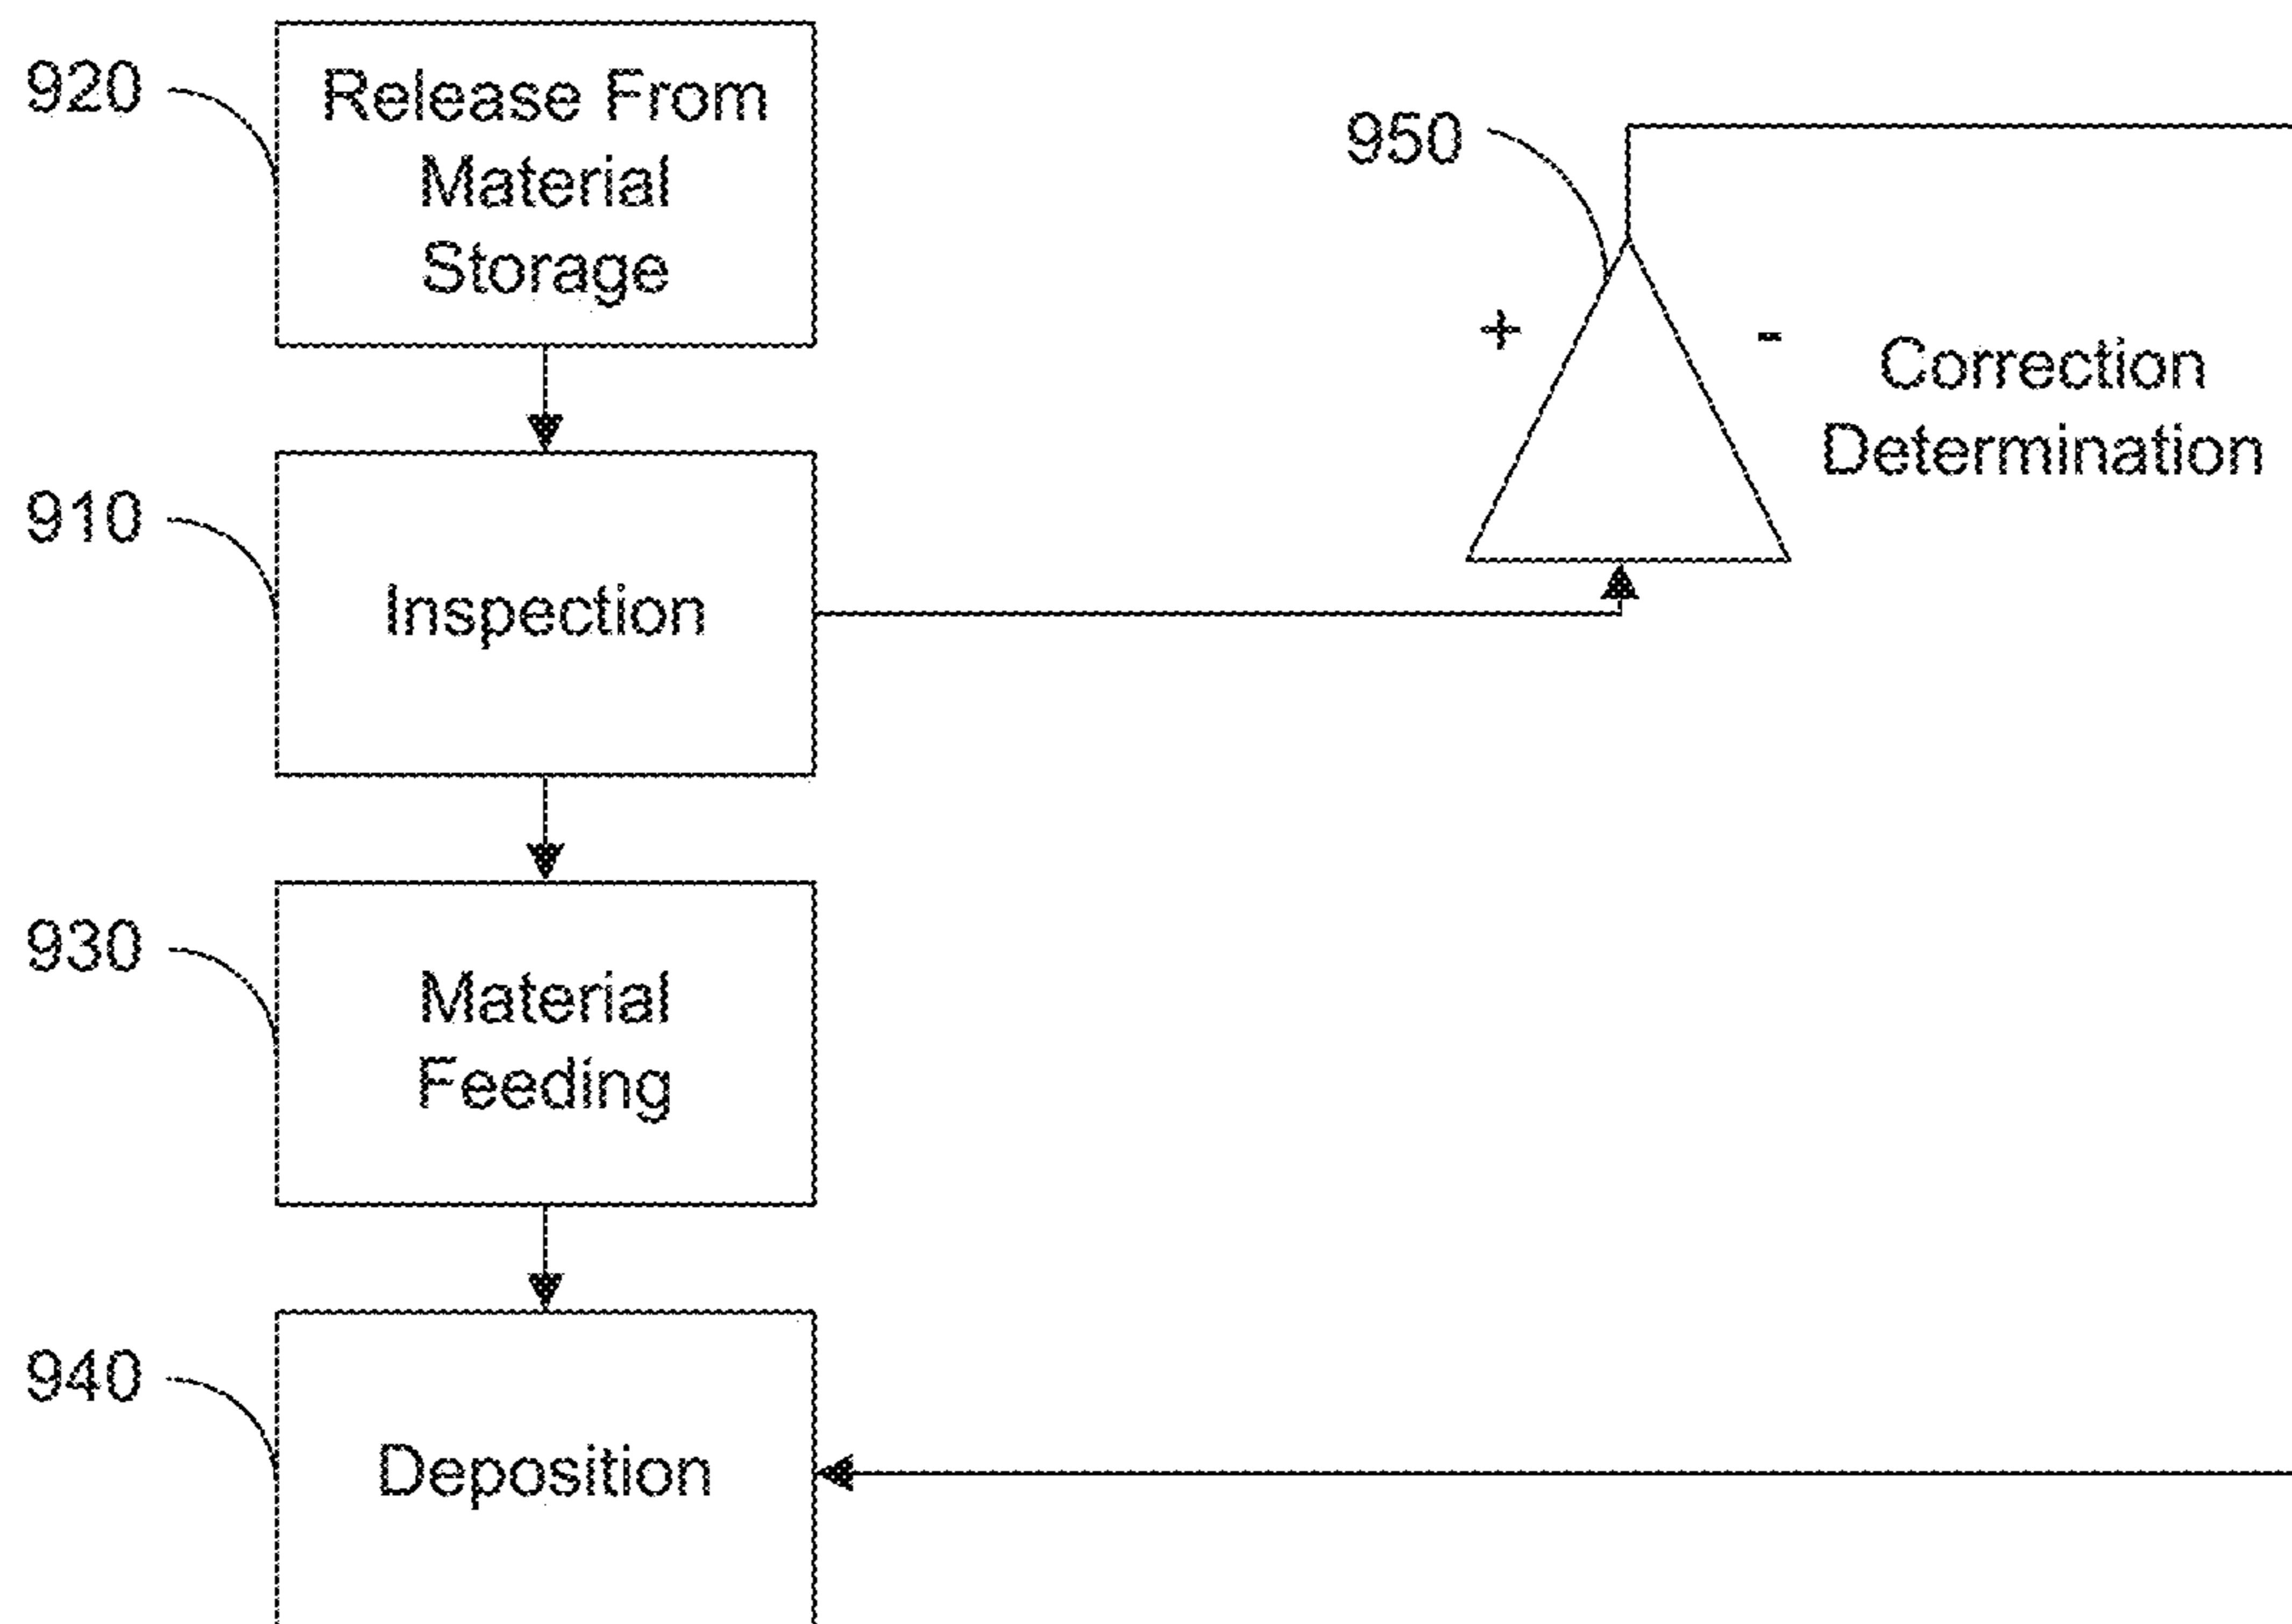 920
Release From
Material
Storage
950
+
-
Correction
Determination
910
Inspection
930
Material
Feeding
940
Deposition